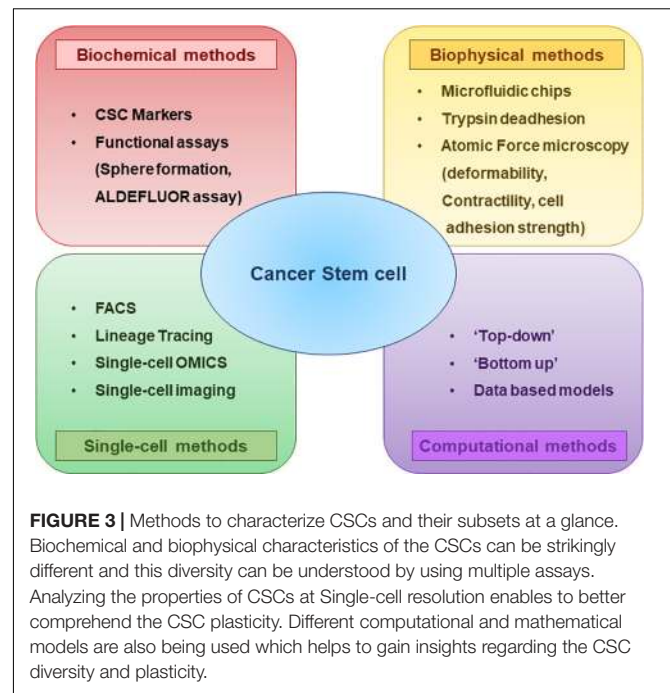 Biochemical methods
• CSC Markers
• Functional assays
(Sphere formation,
ALDEFLUOR assay)
Biophysical methods
• Microfluidic chips
• Trypsin deadhesion
• Atomic Force microscopy
(deformability,
Contractility, cell
adhesion strength)
Cancer Stem cell
• FACS
• Lineage Tracing
• Single-cell OMICS
• Single-cell imaging
Single-cell methods
• ‘Top-down’
• ‘Bottom up’
• Data based models
Computational methods
FIGURE 3 | Methods to characterize CSCs and their subsets at a glance.
Biochemical and biophysical characteristics of the CSCs can be strikingly
different and this diversity can be understood by using multiple assays.
Analyzing the properties of CSCs at Single-cell resolution enables to better
comprehend the CSC plasticity. Different computational and mathematical
models are also being used which helps to gain insights regarding the CSC
diversity and plasticity.